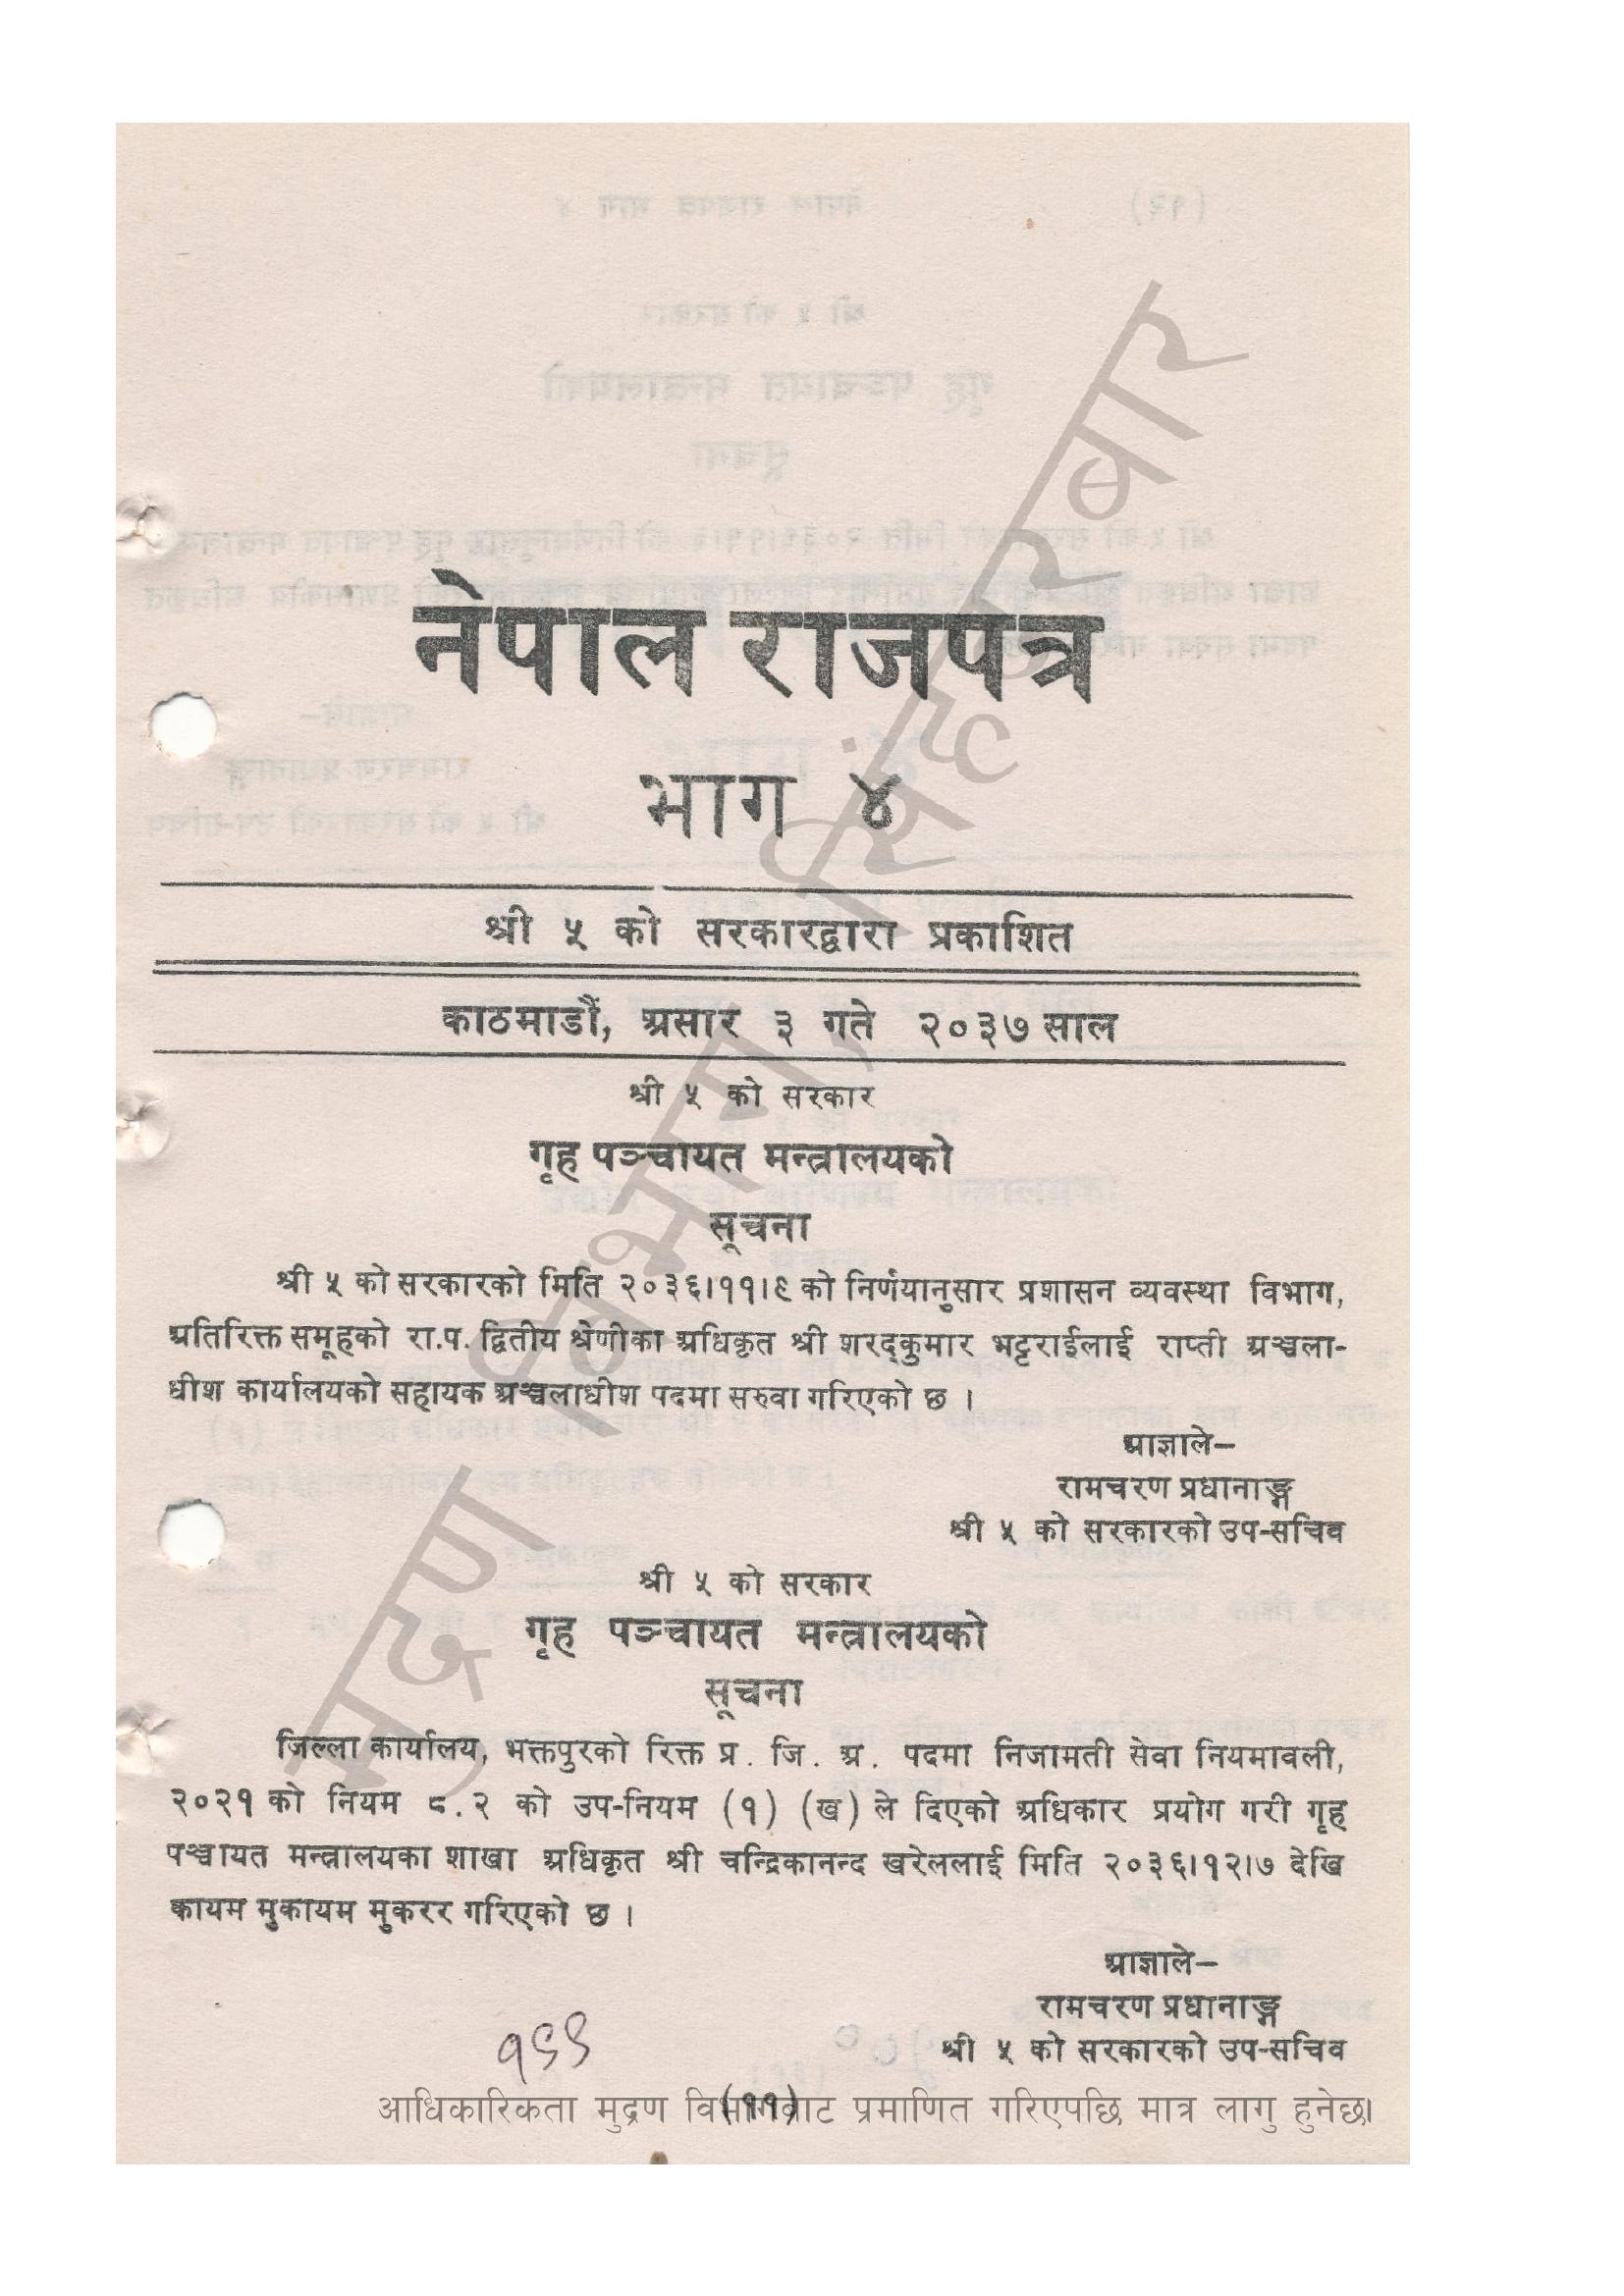 नेपाल राजपत्र
भाग ४
श्री ५ को सरकारद्वारा प्रकाशित
काठमाडौं, असार ३ गते २०३७ साल
श्री ५ को सरकार
गृह पञ्चायत मन्त्रालयको
सूचना
श्री ५ को सरकारको मिति २०३६।११।९ को निर्णयानुसार प्रशासन व्यवस्था विभाग,
अतिरिक्त समूहको रा.प. द्वितीय श्रेणीका अधिकृत श्री शरद्कुमार भट्टराईलाई राप्ती अञ्चला-
धीश कार्यालयको सहायक अञ्चलाधीश पदमा सरुवा गरिएको छ ।
आज्ञाले–
रामचरण प्रधानाङ्ग
श्री ५ को सरकारको उप-सचिव
श्री ५ को सरकार
गृह पञ्चायत मन्त्रालयको
सूचना
जिल्ला कार्यालय, भक्तपुरको रिक्त प्र . जि . अ . पदमा निजामती सेवा नियमावली,
२०२१ को नियम ८.२ को उप-नियम (१) (ख) ले दिएको अधिकार प्रयोग गरी गृह
पञ्चायत मन्त्रालयका शाखा अधिकृत श्री चन्द्रिकानन्द खरेललाई मिति २०३६।१२।७ देखि
कायम मुकायम मुकरर गरिएको छ ।
आज्ञाले–
रामचरण प्रधानाङ्ग
श्री ५ को सरकारको उप-सचिव
(११)
आधिकारिकता मुद्रण विभागबाट प्रमाणित गरिएपछि मात्र लागु हुनेछ।
मुद्रण विभाग, सिंहदरबार